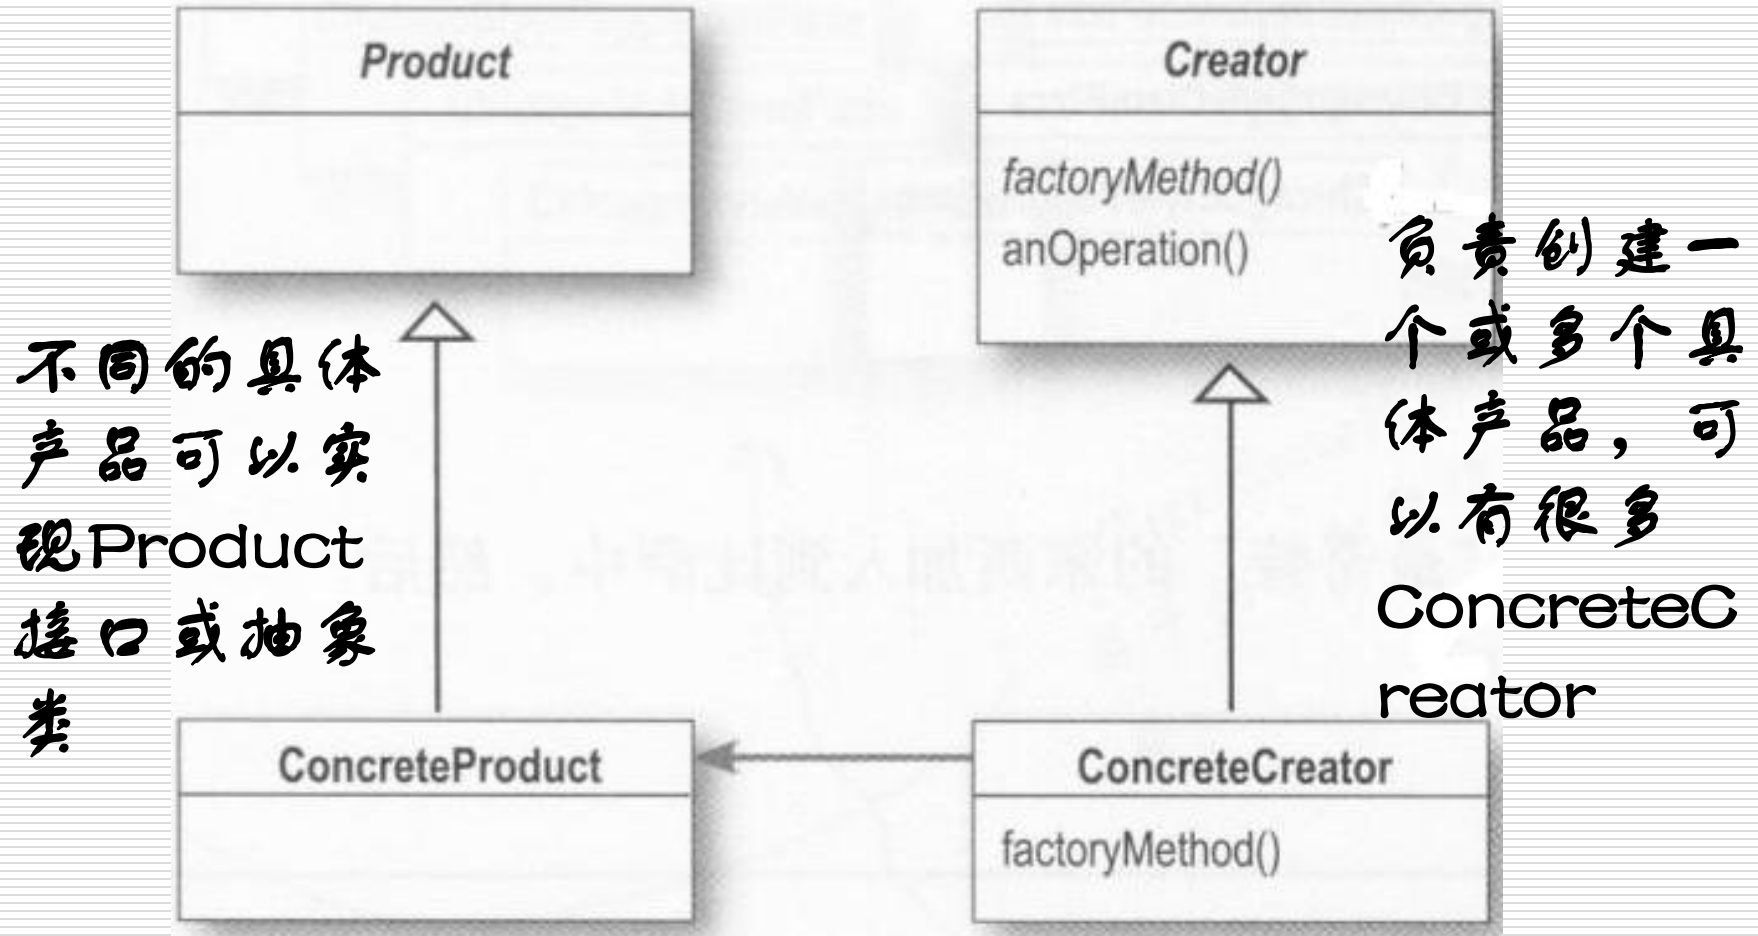 Product
Creator
factoryMethod()
anOperation()
不同的具体
产品可以实
现Product
接口或抽象
类
负责创建一
个或多个具
体产品，可
以有很多
ConcreteC
reator
ConcreteProduct
ConcreteCreator
factoryMethod()